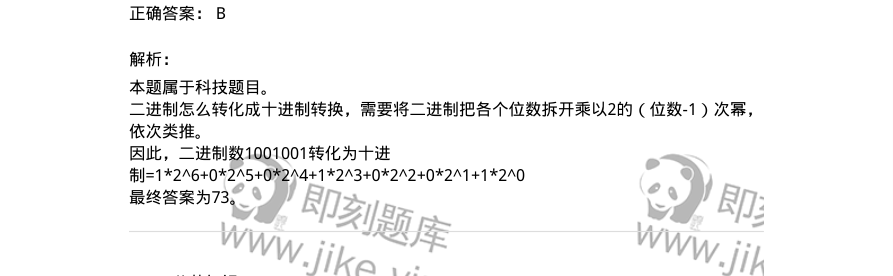 正确答案： B
解析：
本题属于科技题目。
二进制怎么转化成十进制转换，需要将二进制把各个位数拆开乘以2的（位数-1）次幂，
依次类推。
因此，二进制数1001001转化为十进
制=1*2^6+0*2^5+0*2^4+1*2^3+0*2^2+0*2^1+1*2^0
最终答案为73。
即刻题库
www.jike.vi
即刻
www.jik